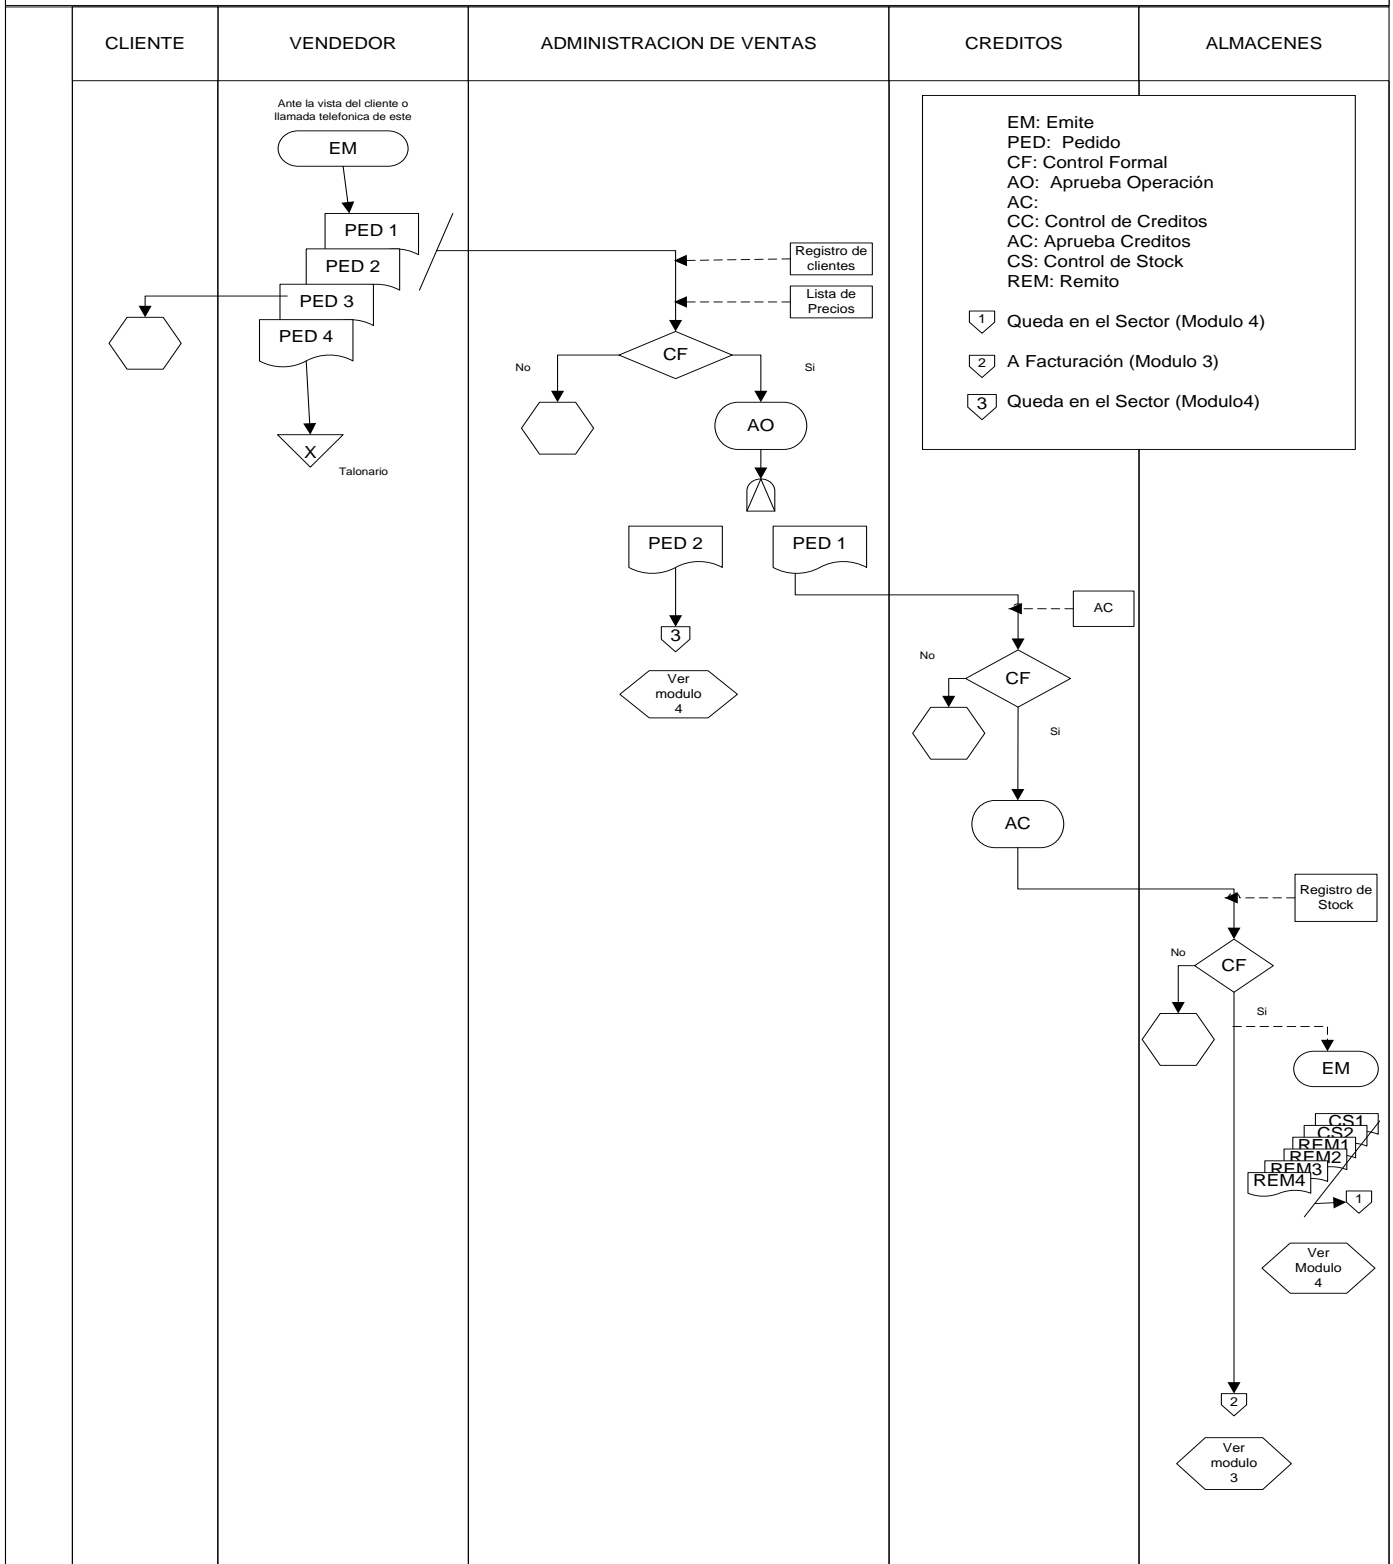 CLIENTE
VENDEDOR
ADMINISTRACION DE VENTAS
CREDITOS
ALMACENES
Ante la vista del cliente o
llamada telefonica de este
EM
PED 1
PED 2
PED 3
PED 4
X
Talonario
Registro de
clientes
Lista de
Precios
CF
No
Si
AO
PED 2
PED 1
3
Ver
modulo
4
EM: Emite
PED: Pedido
CF: Control Formal
AO: Aprueba Operación
AC:
CC: Control de Creditos
AC: Aprueba Creditos
CS: Control de Stock
REM: Remito
1 Queda en el Sector (Modulo 4)
2 A Facturación (Modulo 3)
3 Queda en el Sector (Modulo4)
AC
No
CF
Si
AC
Registro de
Stock
No
CF
Si
EM
CS1
CS2
REM1
REM2
REM3
REM4
1
Ver
Modulo
4
2
Ver
modulo
3